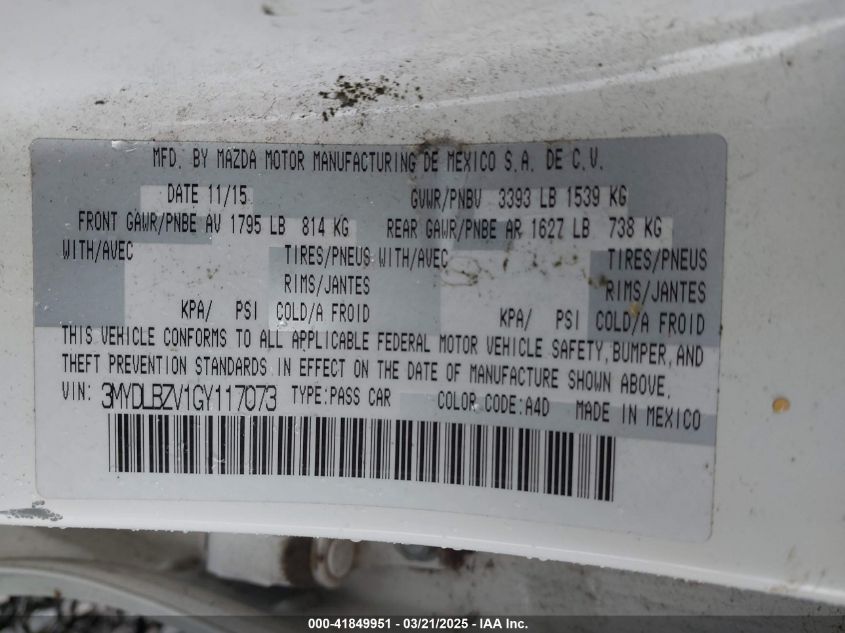 MFD. BY MAZDA MOTOR MANUFACTURING DE MEXICO S.A. DE C.V.
DATE 11/15 GVWR/PNBV 3393 LB 1539 KG
FRONT GAWR/PNBE AV 1795 LB 814 KG REAR GAWR/PNBE AR 1627 LB 738 KG
WITH/AVEC TIRES/PNEUS WITH/AVEC TIRES/PNEUS
RIMS/JANTES RIMS/JANTES
KPA/ PSI COLD/A FROID KPA/ PSI COLD/A FROID
THIS VEHICLE CONFORMS TO ALL APPLICABLE FEDERAL MOTOR VEHICLE SAFETY, BUMPER, AND
THEFT PREVENTION STANDARDS IN EFFECT ON THE DATE OF MANUFACTURE SHOWN ABOVE.
VIN: 3MYDLBZV1GY117073 TYPE:PASS CAR COLOR CODE:A4D MADE IN MEXICO
000-41849951 - 03/21/2025 - IAA Inc.